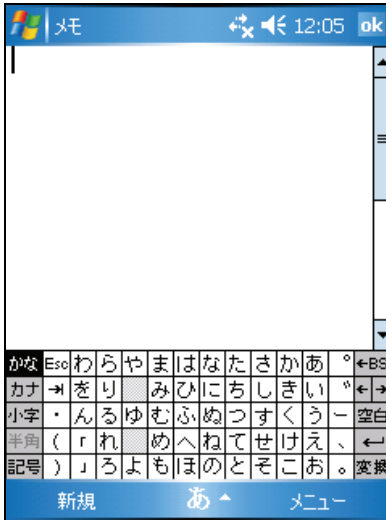 メモ 12:05 ok
かな Esc わ ら や ま は な た さ か あ ゜ ←BS
カナ →| を り み ひ に ち し き い ゛ ← →
小字 ・ ん る ゆ む ふ ぬ つ す く う ー 空白
半角 ( 「 れ め へ ね て せ け え 、 ↵
記号 ) 」 ろ よ も ほ の と そ こ お 。 変換
新規 あ メニュー